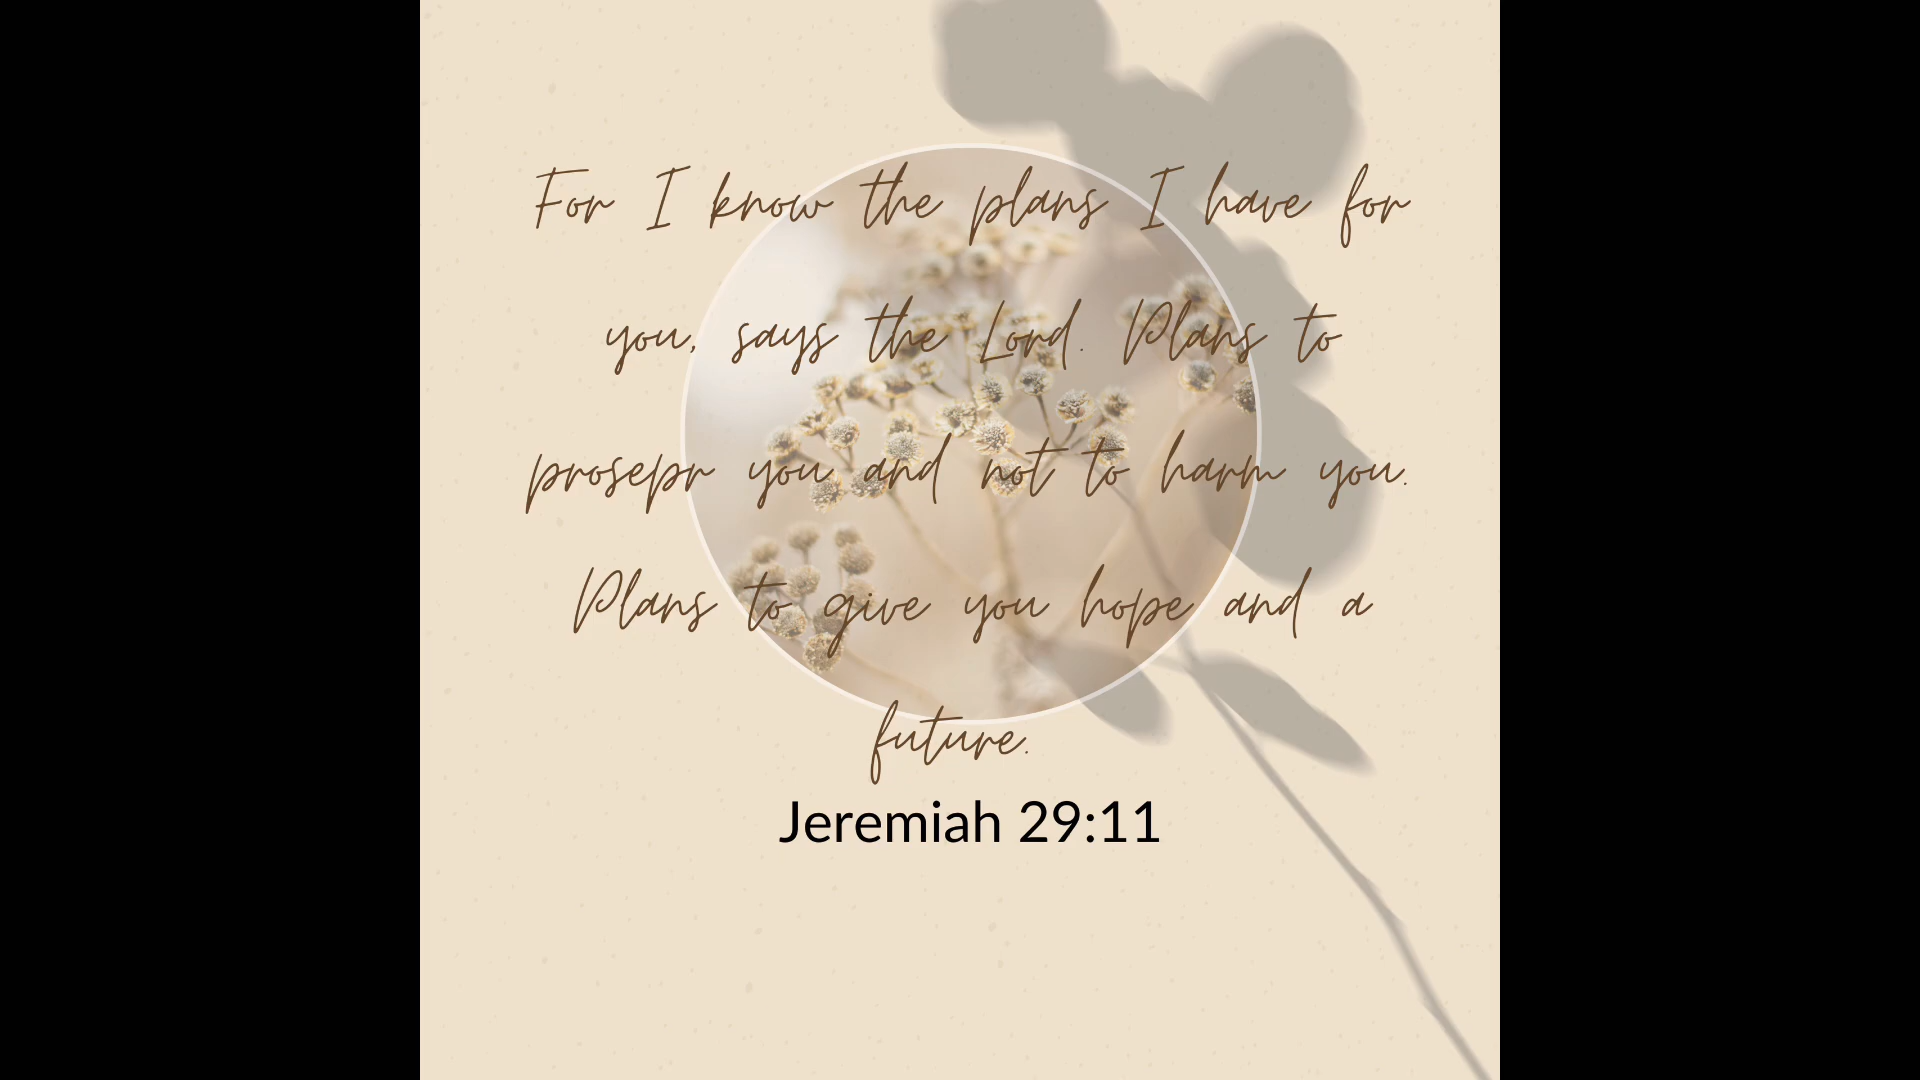 For I know the plans I have for
you, says the Lord. Plans to
prosepr you and not to harm you.
Plans to give you hope and a
future.
Jeremiah 29:11